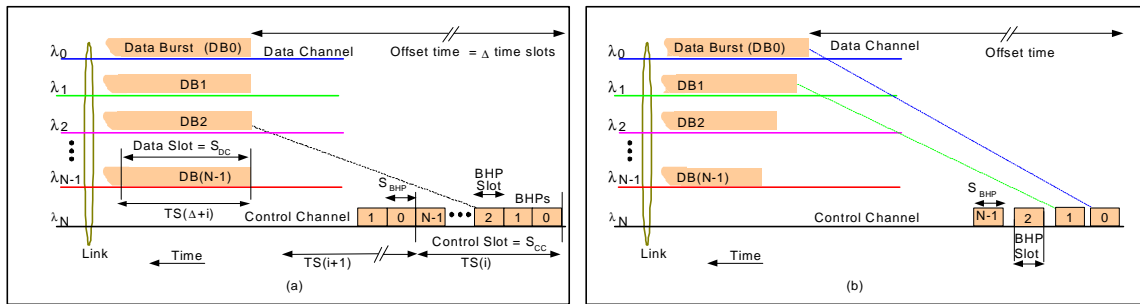 λ0 Data Burst (DB0) Data Channel Offset time = Δ time slots
λ1 DB1
λ2 DB2
Data Slot = SDC
λN-1 DB(N-1)
TS(Δ+i)
SBHP
BHP Slot
BHPs
λN Control Channel 1 0 N-1 2 1 0
Control Slot = SCC
TS(i+1) TS(i)
Link Time
(a)
λ0 Data Burst (DB0) Data Channel Offset time
λ1 DB1
λ2 DB2
λN-1 DB(N-1)
SBHP
λN Control Channel N-1 2 1 0
BHP
Slot
Link Time
(b)